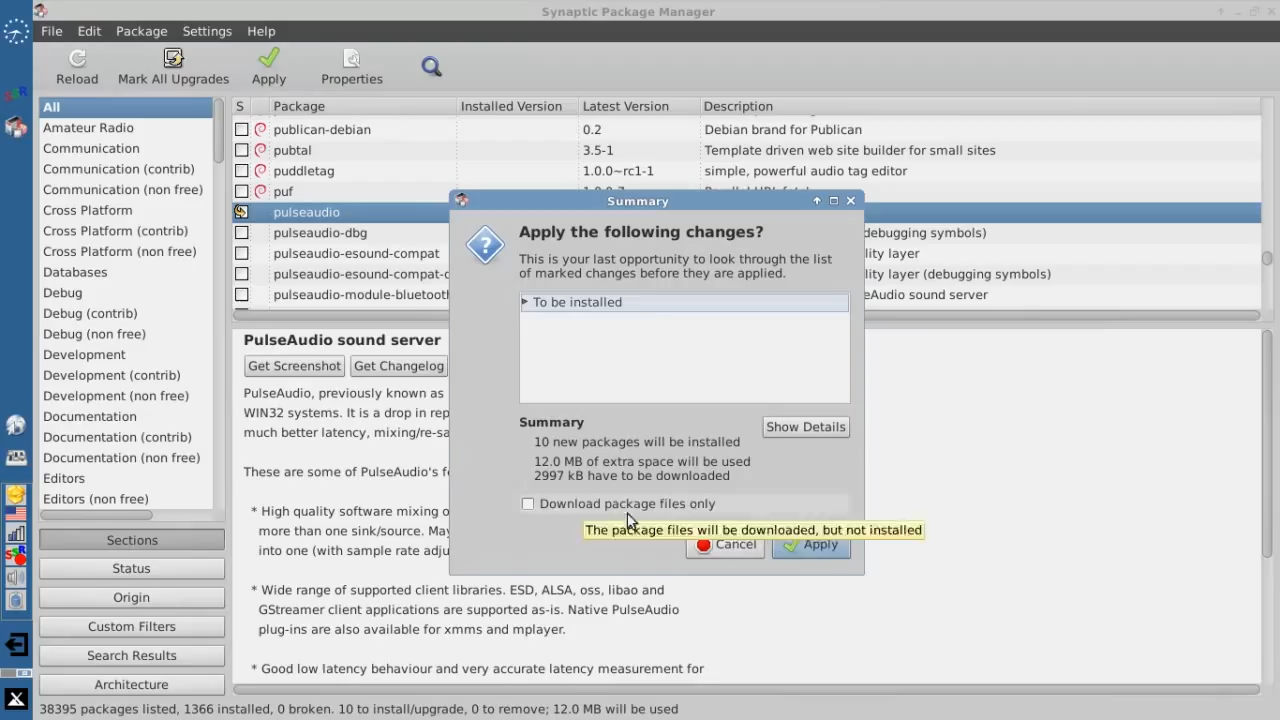 Synaptic Package Manager
File Edit Package Settings Help
Reload Mark All Upgrades Apply Properties
All
Amateur Radio
Communication
Communication (contrib)
Communication (non free)
Cross Platform
Cross Platform (contrib)
Cross Platform (non free)
Databases
Debug
Debug (contrib)
Debug (non free)
Development
Development (contrib)
Development (non free)
Documentation
Documentation (contrib)
Documentation (non free)
Editors
Editors (non free)
Sections
Status
Origin
Custom Filters
Search Results
Architecture
S Package Installed Version Latest Version Description
publican-debian 0.2 Debian brand for Publican
pubtal 3.5-1 Template driven web site builder for small sites
puddletag 1.0.0~rc1-1 simple, powerful audio tag editor
puf
pulseaudio
pulseaudio-dbg debugging symbols)
pulseaudio-esound-compat lity layer
pulseaudio-esound-compat-d lity layer (debugging symbols)
pulseaudio-module-bluetooth eAudio sound server
PulseAudio sound server
Get Screenshot Get Changelog
PulseAudio, previously known as
WIN32 systems. It is a drop in rep
much better latency, mixing/re-sa
These are some of PulseAudio's fe
* High quality software mixing o
more than one sink/source. May
into one (with sample rate adju
* Wide range of supported client libraries. ESD, ALSA, oss, libao and
GStreamer client applications are supported as-is. Native PulseAudio
plug-ins are also available for xmms and mplayer.
* Good low latency behaviour and very accurate latency measurement for
Summary
Apply the following changes?
This is your last opportunity to look through the list
of marked changes before they are applied.
To be installed
Summary
Show Details
10 new packages will be installed
12.0 MB of extra space will be used
2997 kB have to be downloaded
Download package files only
The package files will be downloaded, but not installed
Cancel Apply
38395 packages listed, 1366 installed, 0 broken. 10 to install/upgrade, 0 to remove; 12.0 MB will be used